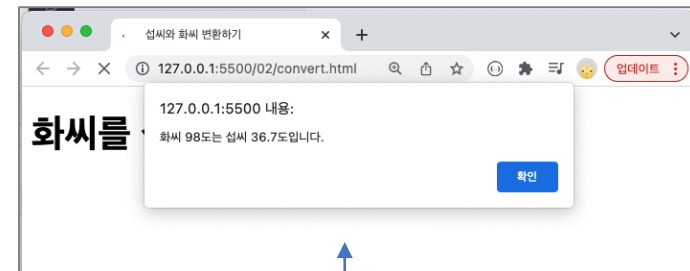 섭씨와 화씨 변환하기
127.0.0.1:5500/02/convert.html
업데이트
127.0.0.1:5500 내용:
화씨 98도는 섭씨 36.7도입니다.
확인
화씨를